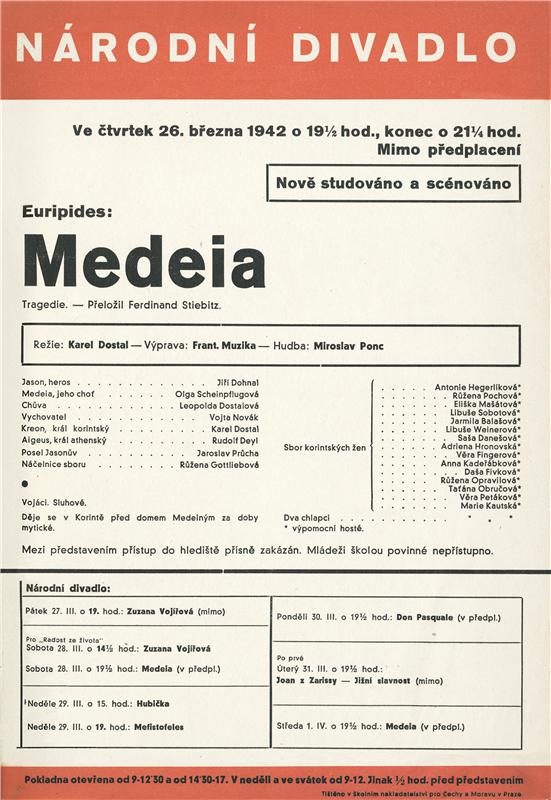 NÁRODNÍ DIVADLO
Ve čtvrtek 26. března 1942 o 19½ hod., konec o 21¼ hod.
Mimo předplacení
Nově studováno a scénováno
Euripides:
Medeia
Tragedie. — Přeložil Ferdinand Stiebitz.
Režie: Karel Dostal — Výprava: Frant. Muzika — Hudba: Miroslav Ponc
Jason, heros . . . . . . . . . . . . Jiří Dohnal
Medeia, jeho choť . . . . . . . . Olga Scheinpflugová
Chůva . . . . . . . . . . . . Leopolda Dostalová
Vychovatel . . . . . . . . . . . . Vojta Novák
Kreon, král korintský . . . . . . . . Karel Dostal
Aigeus, král athenský . . . . . . . . Rudolf Deyl
Posel Jasonův . . . . . . . . . . Jaroslav Průcha
Náčelnice sboru . . . . . . . . Růžena Gottliebová
Vojáci. Sluhové.
Děje se v Korintě před domem Medeiným za doby
mytické.
Sbor korintských žen
. . . . . Antonie Hegerlíková*
. . . . . Růžena Pochová*
. . . . . Eliška Mašátová*
. . . . . Libuše Sobotová*
. . . . . Jarmila Balašová*
. . . . . Libuše Weinerová*
. . . . . Saša Danešová*
. . . . . Adriena Hronovská*
. . . . . Věra Fingerová*
. . . . . Anna Kadeřábková*
. . . . . Daša Fivková*
. . . . . Růžena Opravilová*
. . . . . Taťána Obručová*
. . . . . Věra Petáková*
. . . . . Marie Kautská*
Dva chlapci . . . . . . . . . . * . *
* výpomocní hosté.
Mezi představením přístup do hlediště přísně zakázán. Mládeži školou povinné nepřístupno.
Národní divadlo:
Pátek 27. III. o 19. hod.: Zuzana Vojířová (mimo)
Pro „Radost ze života"
Sobota 28. III. o 14½ hod.: Zuzana Vojířová
Sobota 28. III. o 19½ hod.: Medeia (v předpl.)
Neděle 29. III. o 15. hod.: Hubička
Neděle 29. III. o 19. hod.: Mefistofeles
Pondělí 30. III. o 19½ hod.: Don Pasquale (v předpl.)
Po prvé
Úterý 31. III. o 19½ hod.:
Joan z Zarissy — Jižní slavnost (mimo)
Středa 1. IV. o 19½ hod.: Medeia (v předpl.)
Pokladna otevřena od 9-12˙30 a od 14˙30-17. V neděli a ve svátek od 9-12. Jinak ½ hod. před představením
Tištěno v Školním nakladatelství pro Čechy a Moravu v Praze.